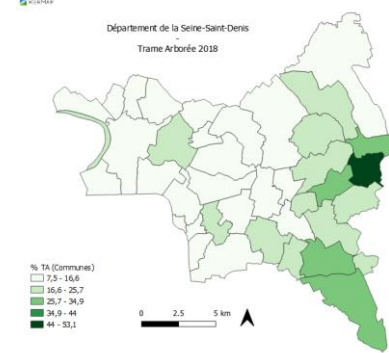 Département de la Seine-Saint-Denis
-
Trame Arborée 2018
% TA (Communes)
7,5 - 16,6
16,6 - 25,7
25,7 - 34,9
34,9 - 44
44 - 53,1
0 2.5 5 km